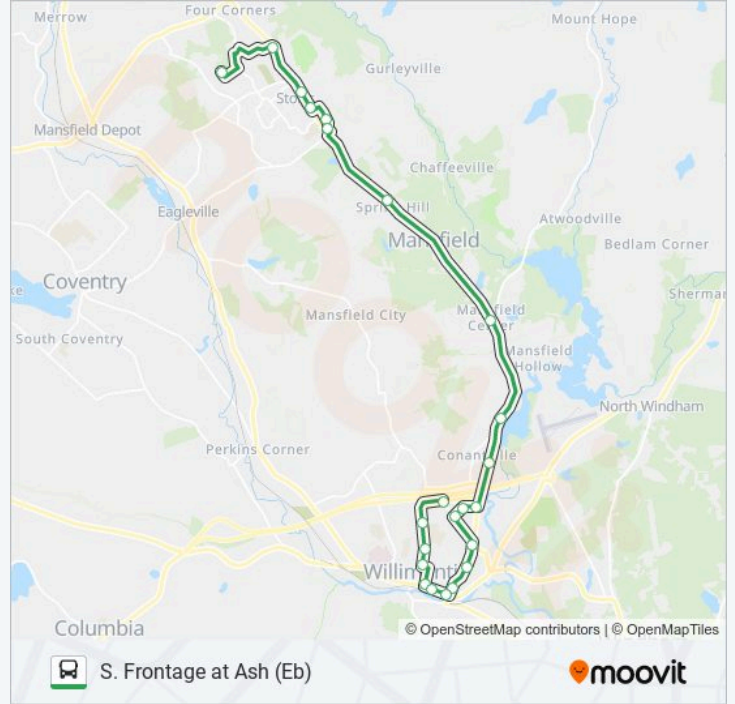 Four Corners
Merrow
Mount Hope
Gurleyville
Mansfield Depot
Chaffeeville
Eagleville
Spring Hill
Atwoodville
Mansfield
Bedlam Corner
Coventry
Sherman
Mansfield City
Mansfield
Center
South Coventry
Mansfield
Hollow
North Windham
Perkins Corner
Conantville
Willimantic
Columbia
© OpenStreetMap contributors | © OpenMapTiles
S. Frontage at Ash (Eb)
moovit